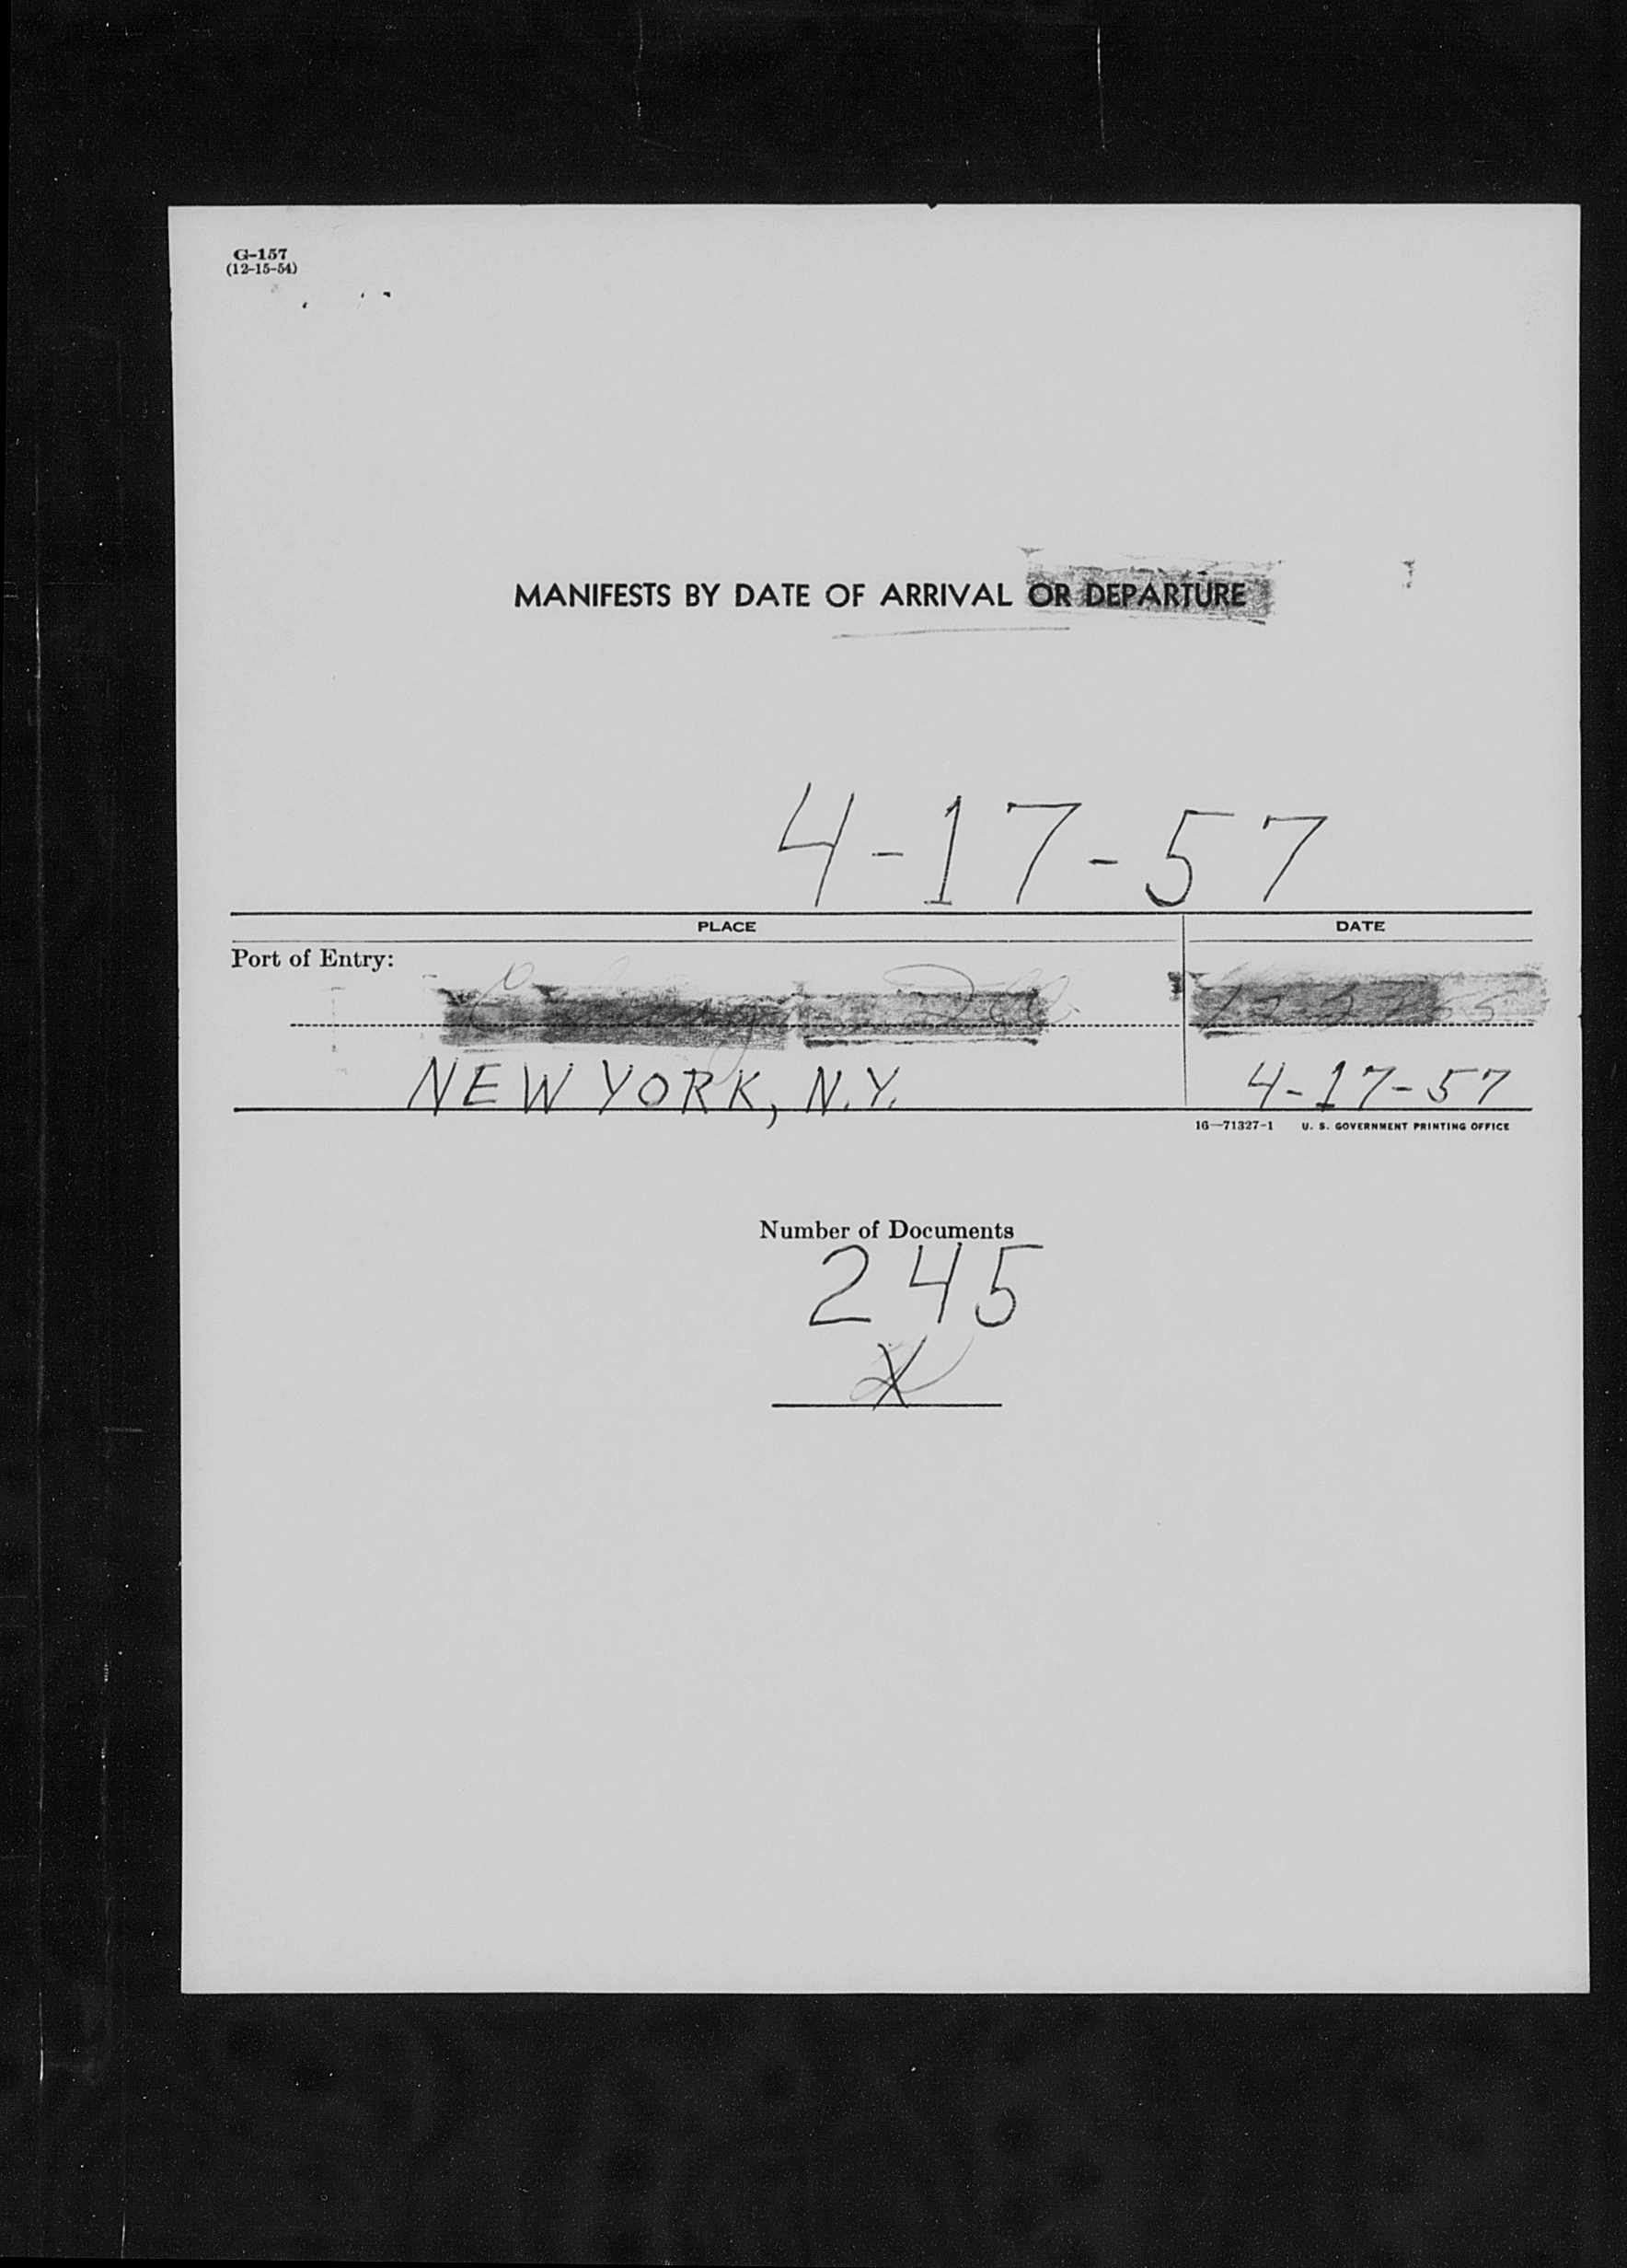 G-157
(12-15-54)
MANIFESTS BY DATE OF ARRIVAL OR DEPARTURE
4-17-57
PLACE DATE
Port of Entry:
NEW YORK, N.Y. 4-17-57
16—71327-1 U. S. GOVERNMENT PRINTING OFFICE
Number of Documents
245
X